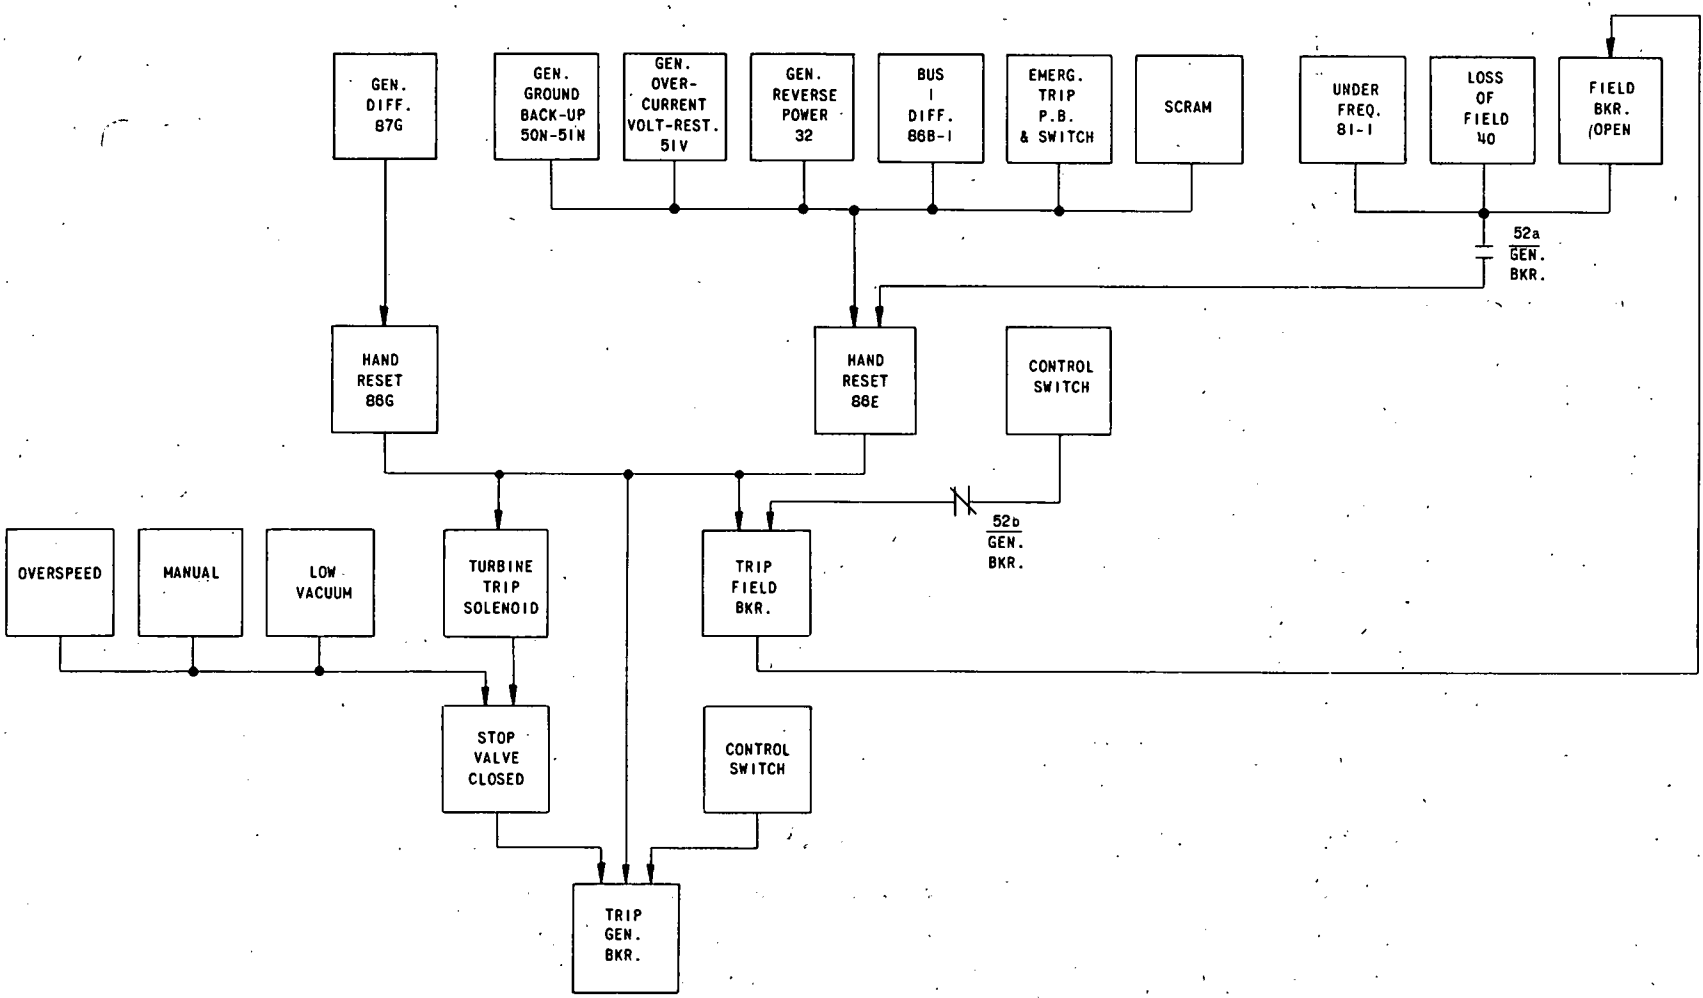 GEN.
DIFF.
87G
GEN.
GROUND
BACK-UP
50N-51N
GEN.
OVER-
CURRENT
VOLT-REST.
51V
GEN.
REVERSE
POWER
32
BUS
1
DIFF.
86B-1
EMERG.
TRIP
P.B.
& SWITCH
SCRAM
UNDER
FREQ.
81-1
LOSS
OF
FIELD
40
FIELD
BKR.
(OPEN
52a
GEN.
BKR.
HAND
RESET
86G
HAND
RESET
86E
CONTROL
SWITCH
52b
GEN.
BKR.
OVERSPEED
MANUAL
LOW
VACUUM
TURBINE
TRIP
SOLENOID
TRIP
FIELD
BKR.
STOP
VALVE
CLOSED
CONTROL
SWITCH
TRIP
GEN.
BKR.